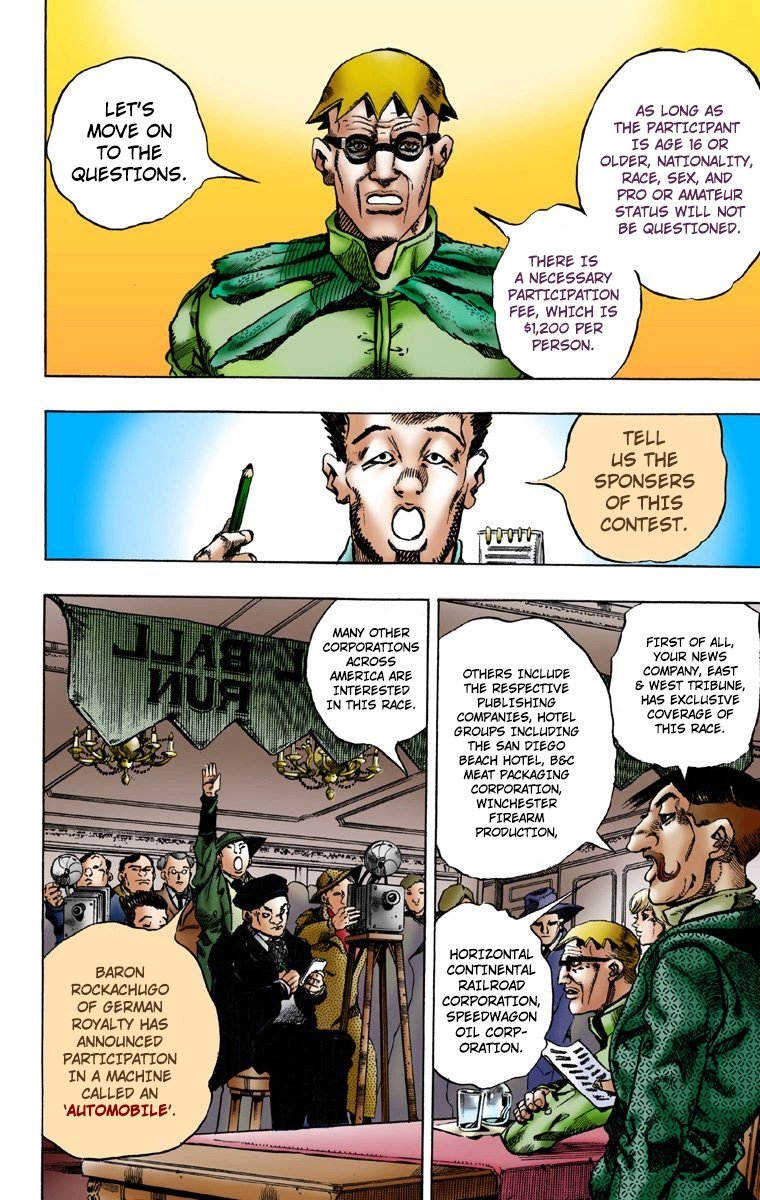 AS LONG AS
THE PARTICIPANT
IS AGE 16 OR
OLDER, NATIONALITY,
RACE, SEX, AND
PRO OR AMATEUR
STATUS WILL NOT
BE QUESTIONED.
THERE IS
A NECESSARY
PARTICIPATION
FEE, WHICH IS
$1,200 PER
PERSON.
LET'S
MOVE ON
TO THE
QUESTIONS.
TELL
US THE
SPONSERS
OF THIS
CONTEST.
FIRST OF ALL,
YOUR NEWS
COMPANY, EAST
& WEST TRIBUNE,
HAS EXCLUSIVE
COVERAGE OF
THIS RACE.
OTHERS INCLUDE
THE RESPECTIVE
PUBLISHING
COMPANIES, HOTEL
GROUPS INCLUDING
THE SAN DIEGO
BEACH HOTEL, B&C
MEAT PACKAGING
CORPORATION,
WINCHESTER
FIREARM
PRODUCTION,
HORIZONTAL
CONTINENTAL
RAILROAD
CORPORATION,
SPEEDWAGON
OIL CORP-
ORATION.
MANY OTHER
CORPORATIONS
ACROSS
AMERICA ARE
INTERESTED
IN THIS RACE.
L BALL
RUN
BARON
ROCKACHUGO
OF GERMAN
ROYALTY HAS
ANNOUNCED
PARTICIPATION
IN A MACHINE
CALLED AN
'AUTOMOBILE'.